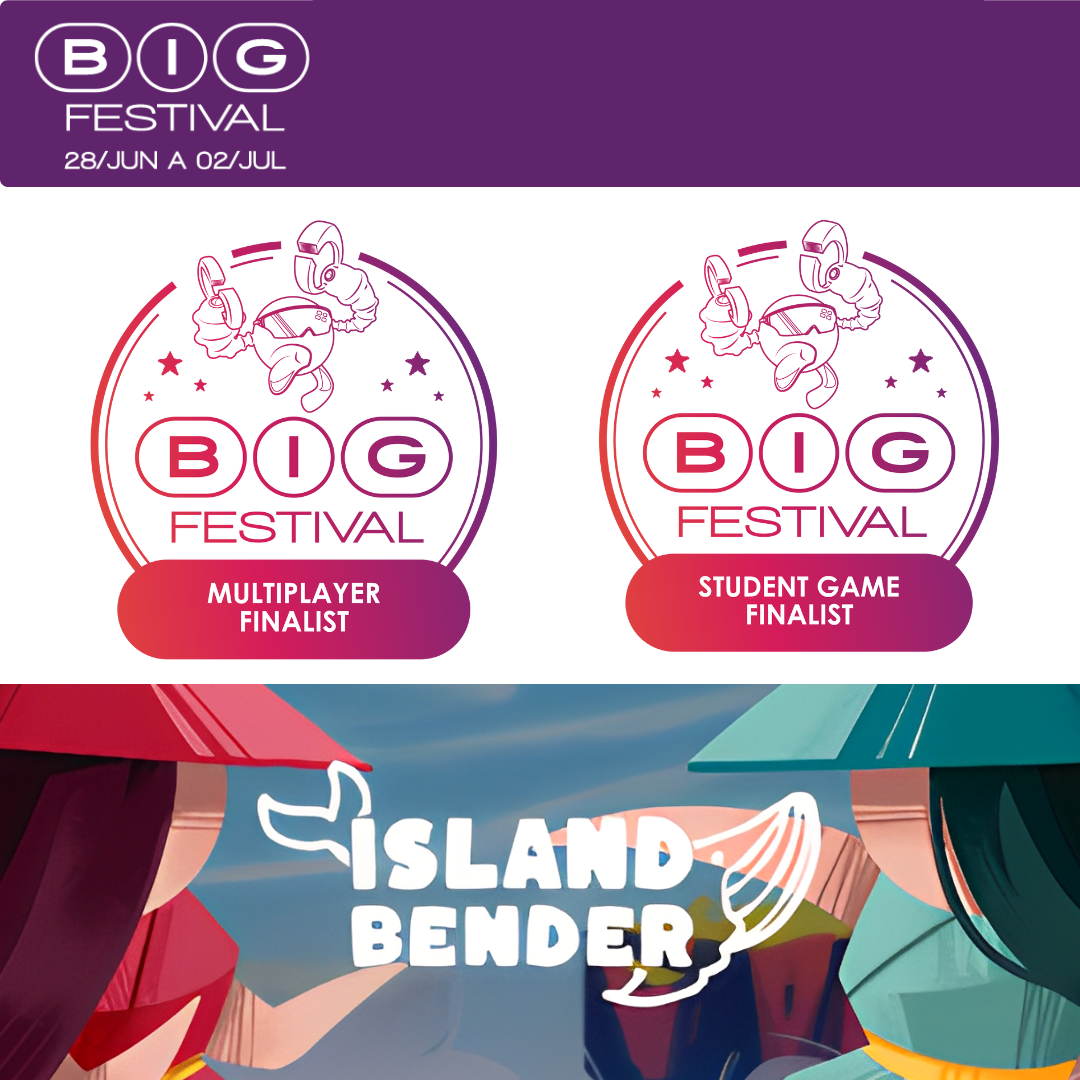 BIG
FESTIVAL
28/JUN A 02/JUL
BIG
FESTIVAL
MULTIPLAYER
FINALIST
BIG
FESTIVAL
STUDENT GAME
FINALIST
ISLAND
BENDER